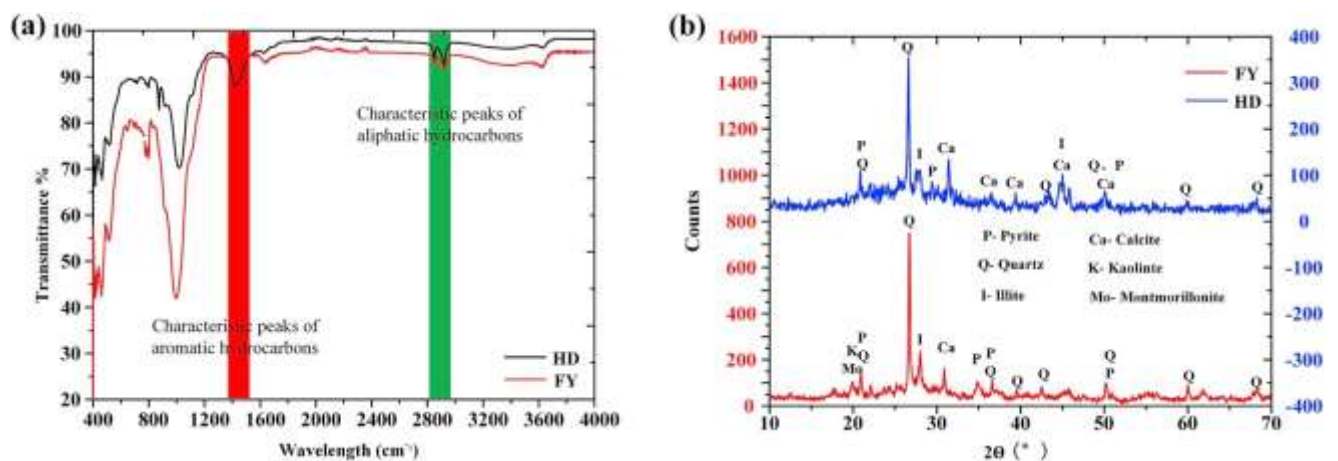 (a)
100
90
80
70
60
50
40
30
20
Transmittance %
400 800 1200 1600 2000 2400 2800 3200 3600 4000
Wavelength (cm⁻¹)
Characteristic peaks of
aliphatic hydrocarbons
Characteristic peaks of
aromatic hydrocarbons
HD
FY
(b)
1600
1400
1200
1000
800
600
400
200
0
Counts
400
300
200
100
0
-100
-200
-300
-400
FY
HD
Q
P
Q
I
P
Ca
Ca
Ca
Q
I
Ca
Q- P
Ca
Q
Q
P- Pyrite
Ca- Calcite
Q- Quartz
K- Kaolinte
I- Illite
Mo- Montmorillonite
Q
P
K Q
Mo
I
Ca
P
P
Q
Q
Q
Q
P
Q
Q
10 20 30 40 50 60 70
2Θ (°)